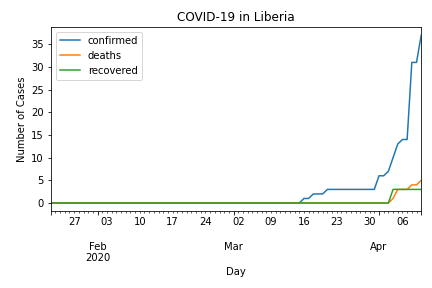 COVID-19 in Liberia
confirmed
deaths
recovered
Number of Cases
35
30
25
20
15
10
5
0
27 03 10 17 24 02 09 16 23 30 06
Feb Mar Apr
2020
Day